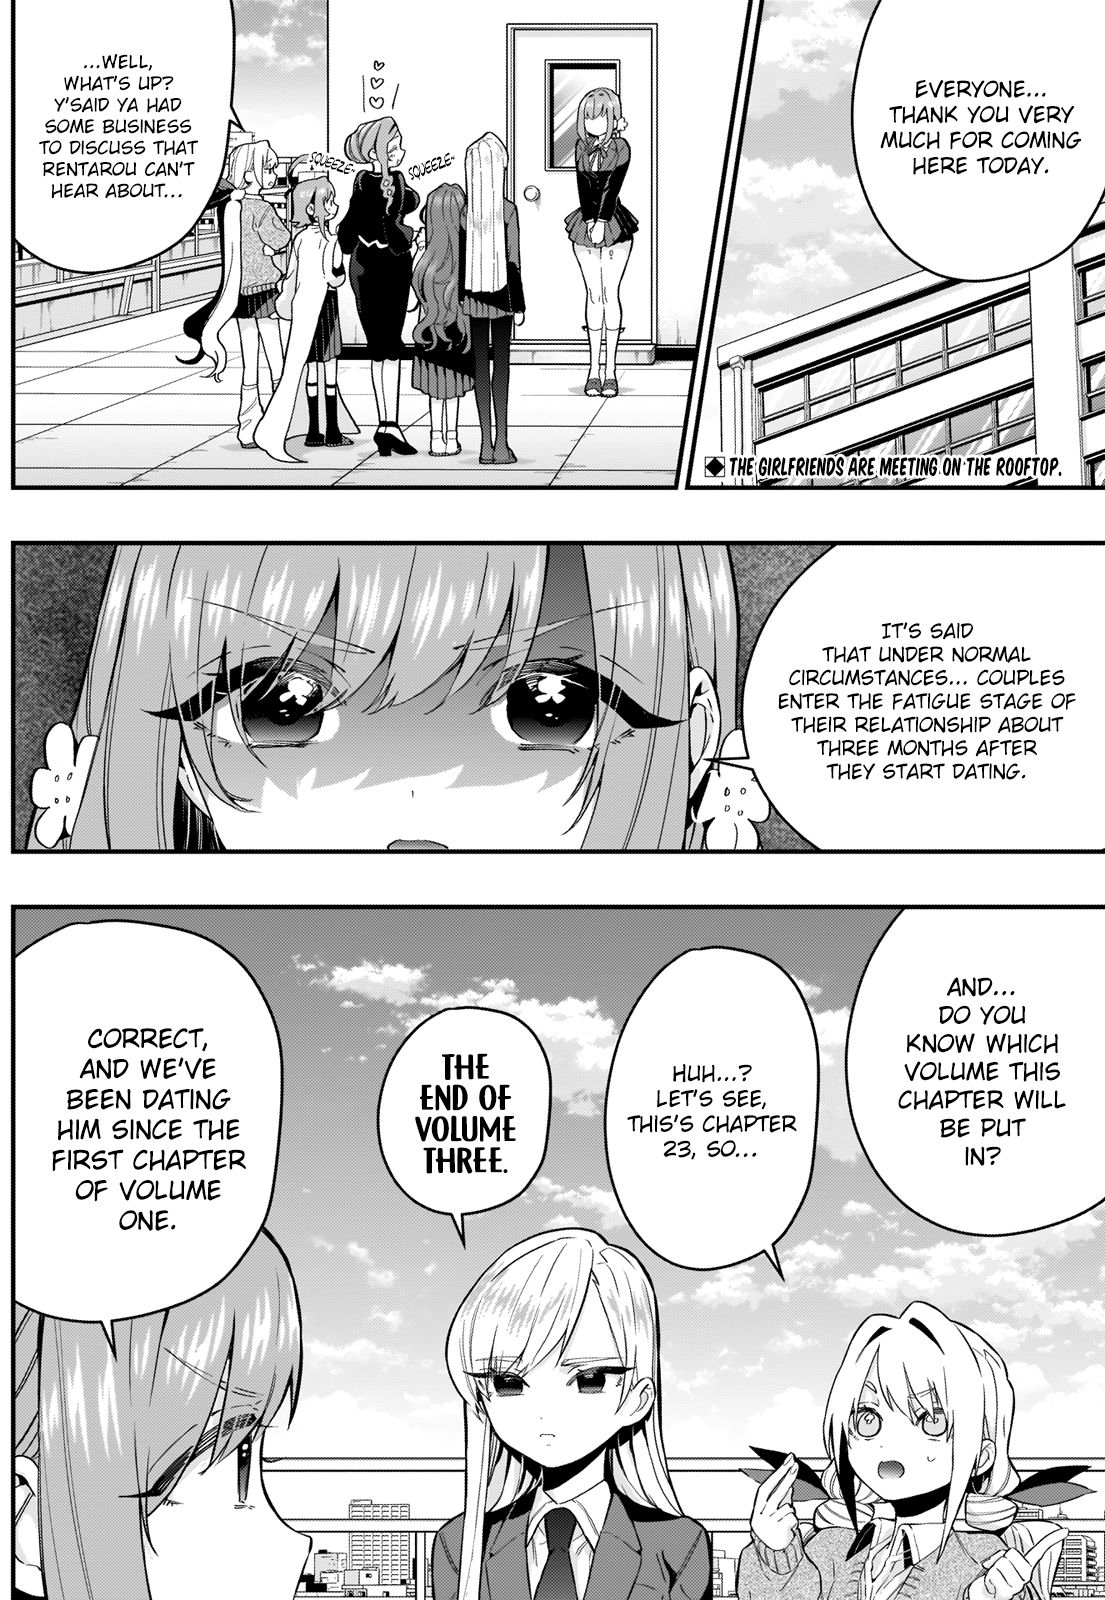 EVERYONE...
THANK YOU VERY
MUCH FOR COMING
HERE TODAY.
THE GIRLFRIENDS ARE MEETING ON THE ROOFTOP.
...WELL,
WHAT'S UP?
Y'SAID YA HAD
SOME BUSINESS
TO DISCUSS THAT
RENTAROU CAN'T
HEAR ABOUT...
SQUEEZE~
SQUEEZE~
IT'S SAID
THAT UNDER NORMAL
CIRCUMSTANCES... COUPLES
ENTER THE FATIGUE STAGE OF
THEIR RELATIONSHIP ABOUT
THREE MONTHS AFTER
THEY START DATING.
AND...
DO YOU
KNOW WHICH
VOLUME THIS
CHAPTER WILL
BE PUT
IN?
HUH...?
LET'S SEE,
THIS'S CHAPTER
23, SO...
THE
END OF
VOLUME
THREE.
CORRECT,
AND WE'VE
BEEN DATING
HIM SINCE THE
FIRST CHAPTER
OF VOLUME
ONE.